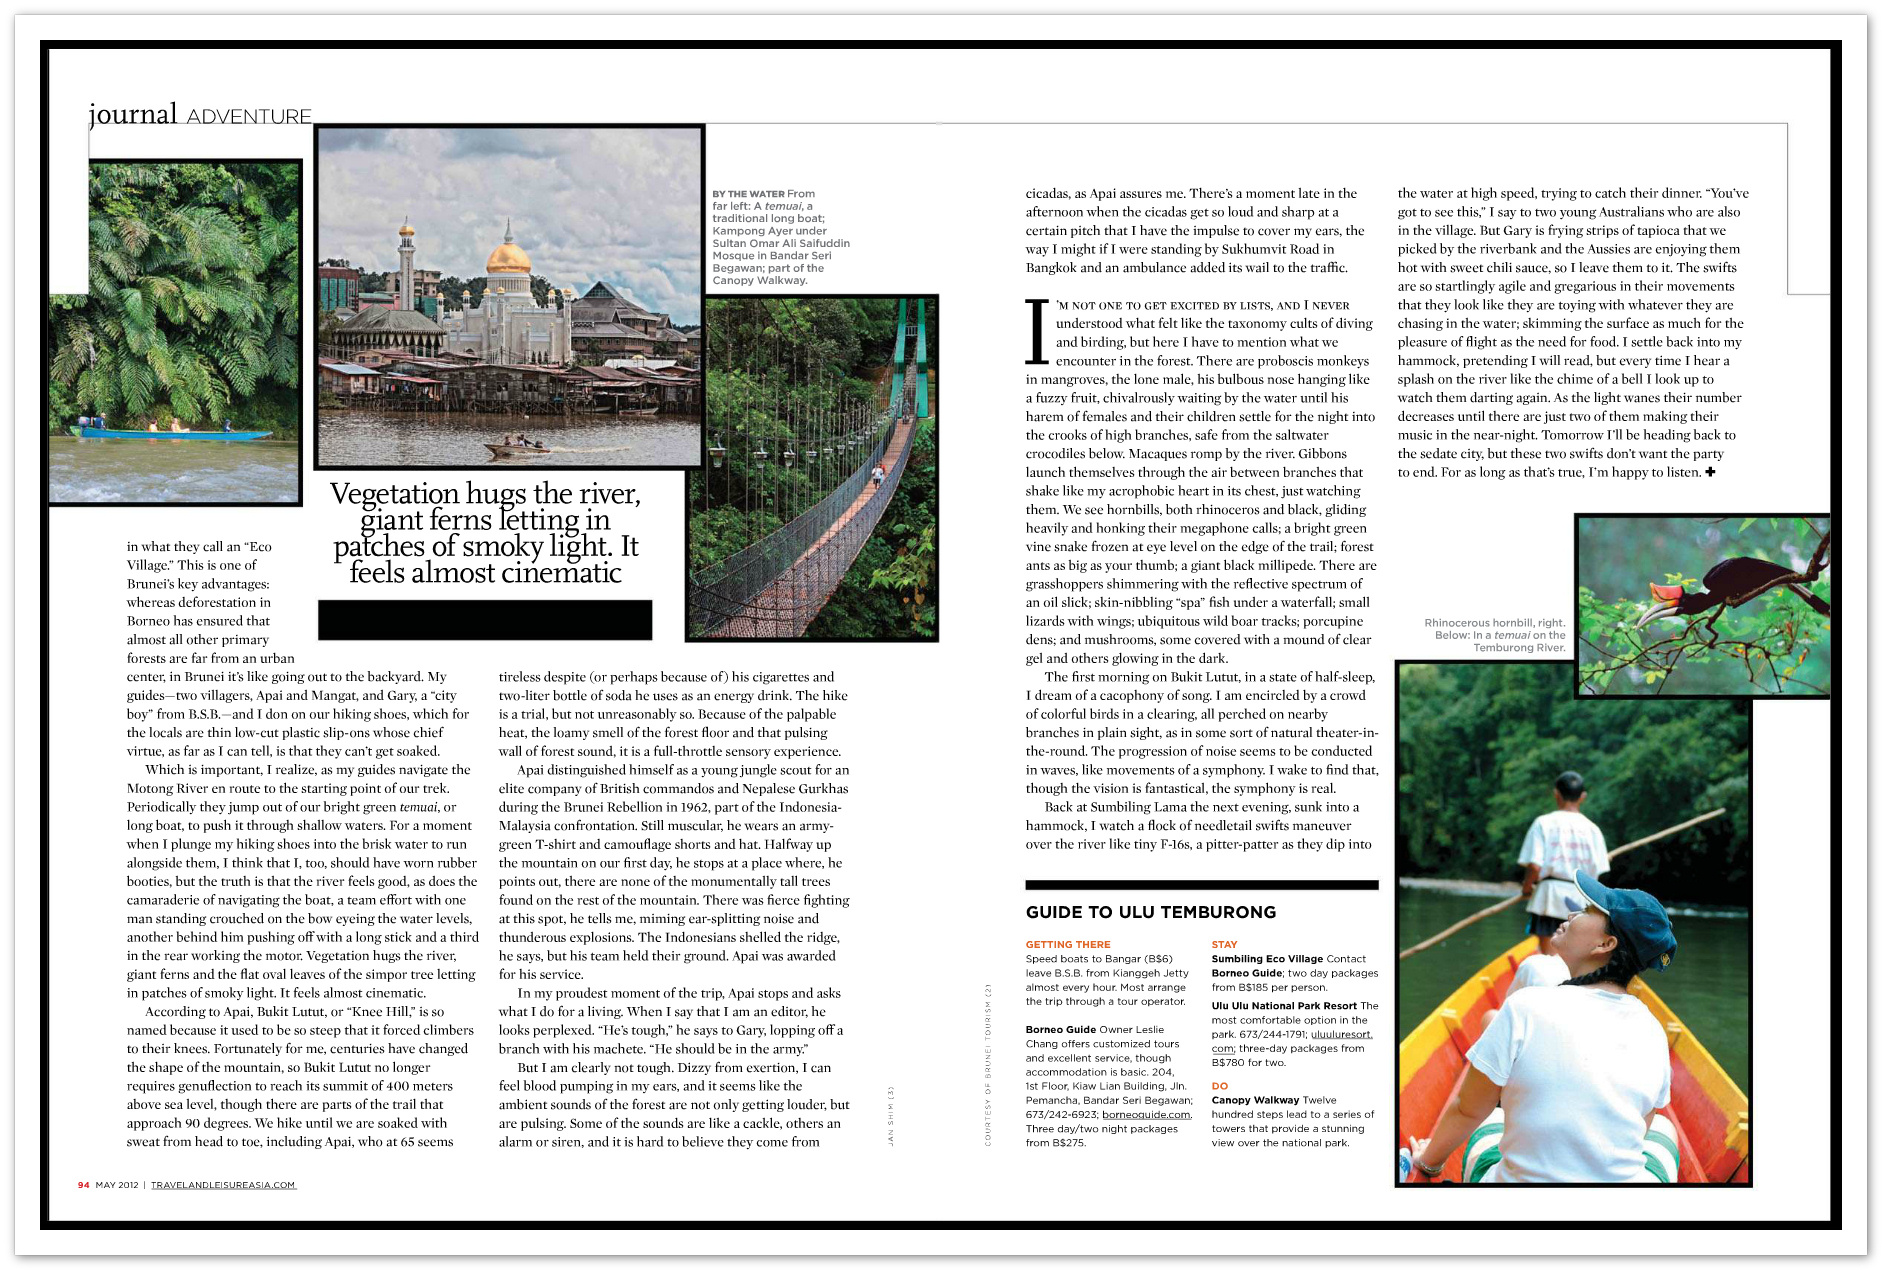 journal ADVENTURE
BY THE WATER From
far left: A temuai, a
traditional long boat;
Kampong Ayer under
Sultan Omar Ali Saifuddin
Mosque in Bandar Seri
Begawan; part of the
Canopy Walkway.
Vegetation hugs the river,
giant ferns letting in
patches of smoky light. It
feels almost cinematic
in what they call an “Eco
Village.” This is one of
Brunei’s key advantages:
whereas deforestation in
Borneo has ensured that
almost all other primary
forests are far from an urban
center, in Brunei it’s like going out to the backyard. My
guides—two villagers, Apai and Mangat, and Gary, a “city
boy” from B.S.B.—and I don on our hiking shoes, which for
the locals are thin low-cut plastic slip-ons whose chief
virtue, as far as I can tell, is that they can’t get soaked.
Which is important, I realize, as my guides navigate the
Motong River en route to the starting point of our trek.
Periodically they jump out of our bright green temuai, or
long boat, to push it through shallow waters. For a moment
when I plunge my hiking shoes into the brisk water to run
alongside them, I think that I, too, should have worn rubber
booties, but the truth is that the river feels good, as does the
camaraderie of navigating the boat, a team effort with one
man standing crouched on the bow eyeing the water levels,
another behind him pushing off with a long stick and a third
in the rear working the motor. Vegetation hugs the river,
giant ferns and the flat oval leaves of the simpor tree letting
in patches of smoky light. It feels almost cinematic.
According to Apai, Bukit Lutut, or “Knee Hill,” is so
named because it used to be so steep that it forced climbers
to their knees. Fortunately for me, centuries have changed
the shape of the mountain, so Bukit Lutut no longer
requires genuflection to reach its summit of 400 meters
above sea level, though there are parts of the trail that
approach 90 degrees. We hike until we are soaked with
sweat from head to toe, including Apai, who at 65 seems
tireless despite (or perhaps because of) his cigarettes and
two-liter bottle of soda he uses as an energy drink. The hike
is a trial, but not unreasonably so. Because of the palpable
heat, the loamy smell of the forest floor and that pulsing
wall of forest sound, it is a full-throttle sensory experience.
Apai distinguished himself as a young jungle scout for an
elite company of British commandos and Nepalese Gurkhas
during the Brunei Rebellion in 1962, part of the Indonesia-
Malaysia confrontation. Still muscular, he wears an army-
green T-shirt and camouflage shorts and hat. Halfway up
the mountain on our first day, he stops at a place where, he
points out, there are none of the monumentally tall trees
found on the rest of the mountain. There was fierce fighting
at this spot, he tells me, miming ear-splitting noise and
thunderous explosions. The Indonesians shelled the ridge,
he says, but his team held their ground. Apai was awarded
for his service.
In my proudest moment of the trip, Apai stops and asks
what I do for a living. When I say that I am an editor, he
looks perplexed. “He’s tough,” he says to Gary, lopping off a
branch with his machete. “He should be in the army.”
But I am clearly not tough. Dizzy from exertion, I can
feel blood pumping in my ears, and it seems like the
ambient sounds of the forest are not only getting louder, but
are pulsing. Some of the sounds are like a cackle, others an
alarm or siren, and it is hard to believe they come from
JAN SHIM (3)
94 MAY 2012 | TRAVELANDLEISUREASIA.COM
cicadas, as Apai assures me. There’s a moment late in the
afternoon when the cicadas get so loud and sharp at a
certain pitch that I have the impulse to cover my ears, the
way I might if I were standing by Sukhumvit Road in
Bangkok and an ambulance added its wail to the traffic.
I’M NOT ONE TO GET EXCITED BY LISTS, AND I NEVER
understood what felt like the taxonomy cults of diving
and birding, but here I have to mention what we
encounter in the forest. There are proboscis monkeys
in mangroves, the lone male, his bulbous nose hanging like
a fuzzy fruit, chivalrously waiting by the water until his
harem of females and their children settle for the night into
the crooks of high branches, safe from the saltwater
crocodiles below. Macaques romp by the river. Gibbons
launch themselves through the air between branches that
shake like my acrophobic heart in its chest, just watching
them. We see hornbills, both rhinoceros and black, gliding
heavily and honking their megaphone calls; a bright green
vine snake frozen at eye level on the edge of the trail; forest
ants as big as your thumb; a giant black millipede. There are
grasshoppers shimmering with the reflective spectrum of
an oil slick; skin-nibbling “spa” fish under a waterfall; small
lizards with wings; ubiquitous wild boar tracks; porcupine
dens; and mushrooms, some covered with a mound of clear
gel and others glowing in the dark.
The first morning on Bukit Lutut, in a state of half-sleep,
I dream of a cacophony of song. I am encircled by a crowd
of colorful birds in a clearing, all perched on nearby
branches in plain sight, as in some sort of natural theater-in-
the-round. The progression of noise seems to be conducted
in waves, like movements of a symphony. I wake to find that,
though the vision is fantastical, the symphony is real.
Back at Sumbiling Lama the next evening, sunk into a
hammock, I watch a flock of needletail swifts maneuver
over the river like tiny F-16s, a pitter-patter as they dip into
the water at high speed, trying to catch their dinner. “You’ve
got to see this,” I say to two young Australians who are also
in the village. But Gary is frying strips of tapioca that we
picked by the riverbank and the Aussies are enjoying them
hot with sweet chili sauce, so I leave them to it. The swifts
are so startlingly agile and gregarious in their movements
that they look like they are toying with whatever they are
chasing in the water; skimming the surface as much for the
pleasure of flight as the need for food. I settle back into my
hammock, pretending I will read, but every time I hear a
splash on the river like the chime of a bell I look up to
watch them darting again. As the light wanes their number
decreases until there are just two of them making their
music in the near-night. Tomorrow I’ll be heading back to
the sedate city, but these two swifts don’t want the party
to end. For as long as that’s true, I’m happy to listen. ✚
Rhinocerous hornbill, right.
Below: In a temuai on the
Temburong River.
GUIDE TO ULU TEMBURONG
GETTING THERE
Speed boats to Bangar (B$6)
leave B.S.B. from Kianggeh Jetty
almost every hour. Most arrange
the trip through a tour operator.
Borneo Guide Owner Leslie
Chang offers customized tours
and excellent service, though
accommodation is basic. 204,
1st Floor, Kiaw Lian Building, Jln.
Pemancha, Bandar Seri Begawan;
673/242-6923; borneoguide.com.
Three day/two night packages
from B$275.
STAY
Sumbiling Eco Village Contact
Borneo Guide; two day packages
from B$185 per person.
Ulu Ulu National Park Resort The
most comfortable option in the
park. 673/244-1791; uluuluresort.
com; three-day packages from
B$780 for two.
DO
Canopy Walkway Twelve
hundred steps lead to a series of
towers that provide a stunning
view over the national park.
COURTESY OF BRUNEI TOURISM (2)